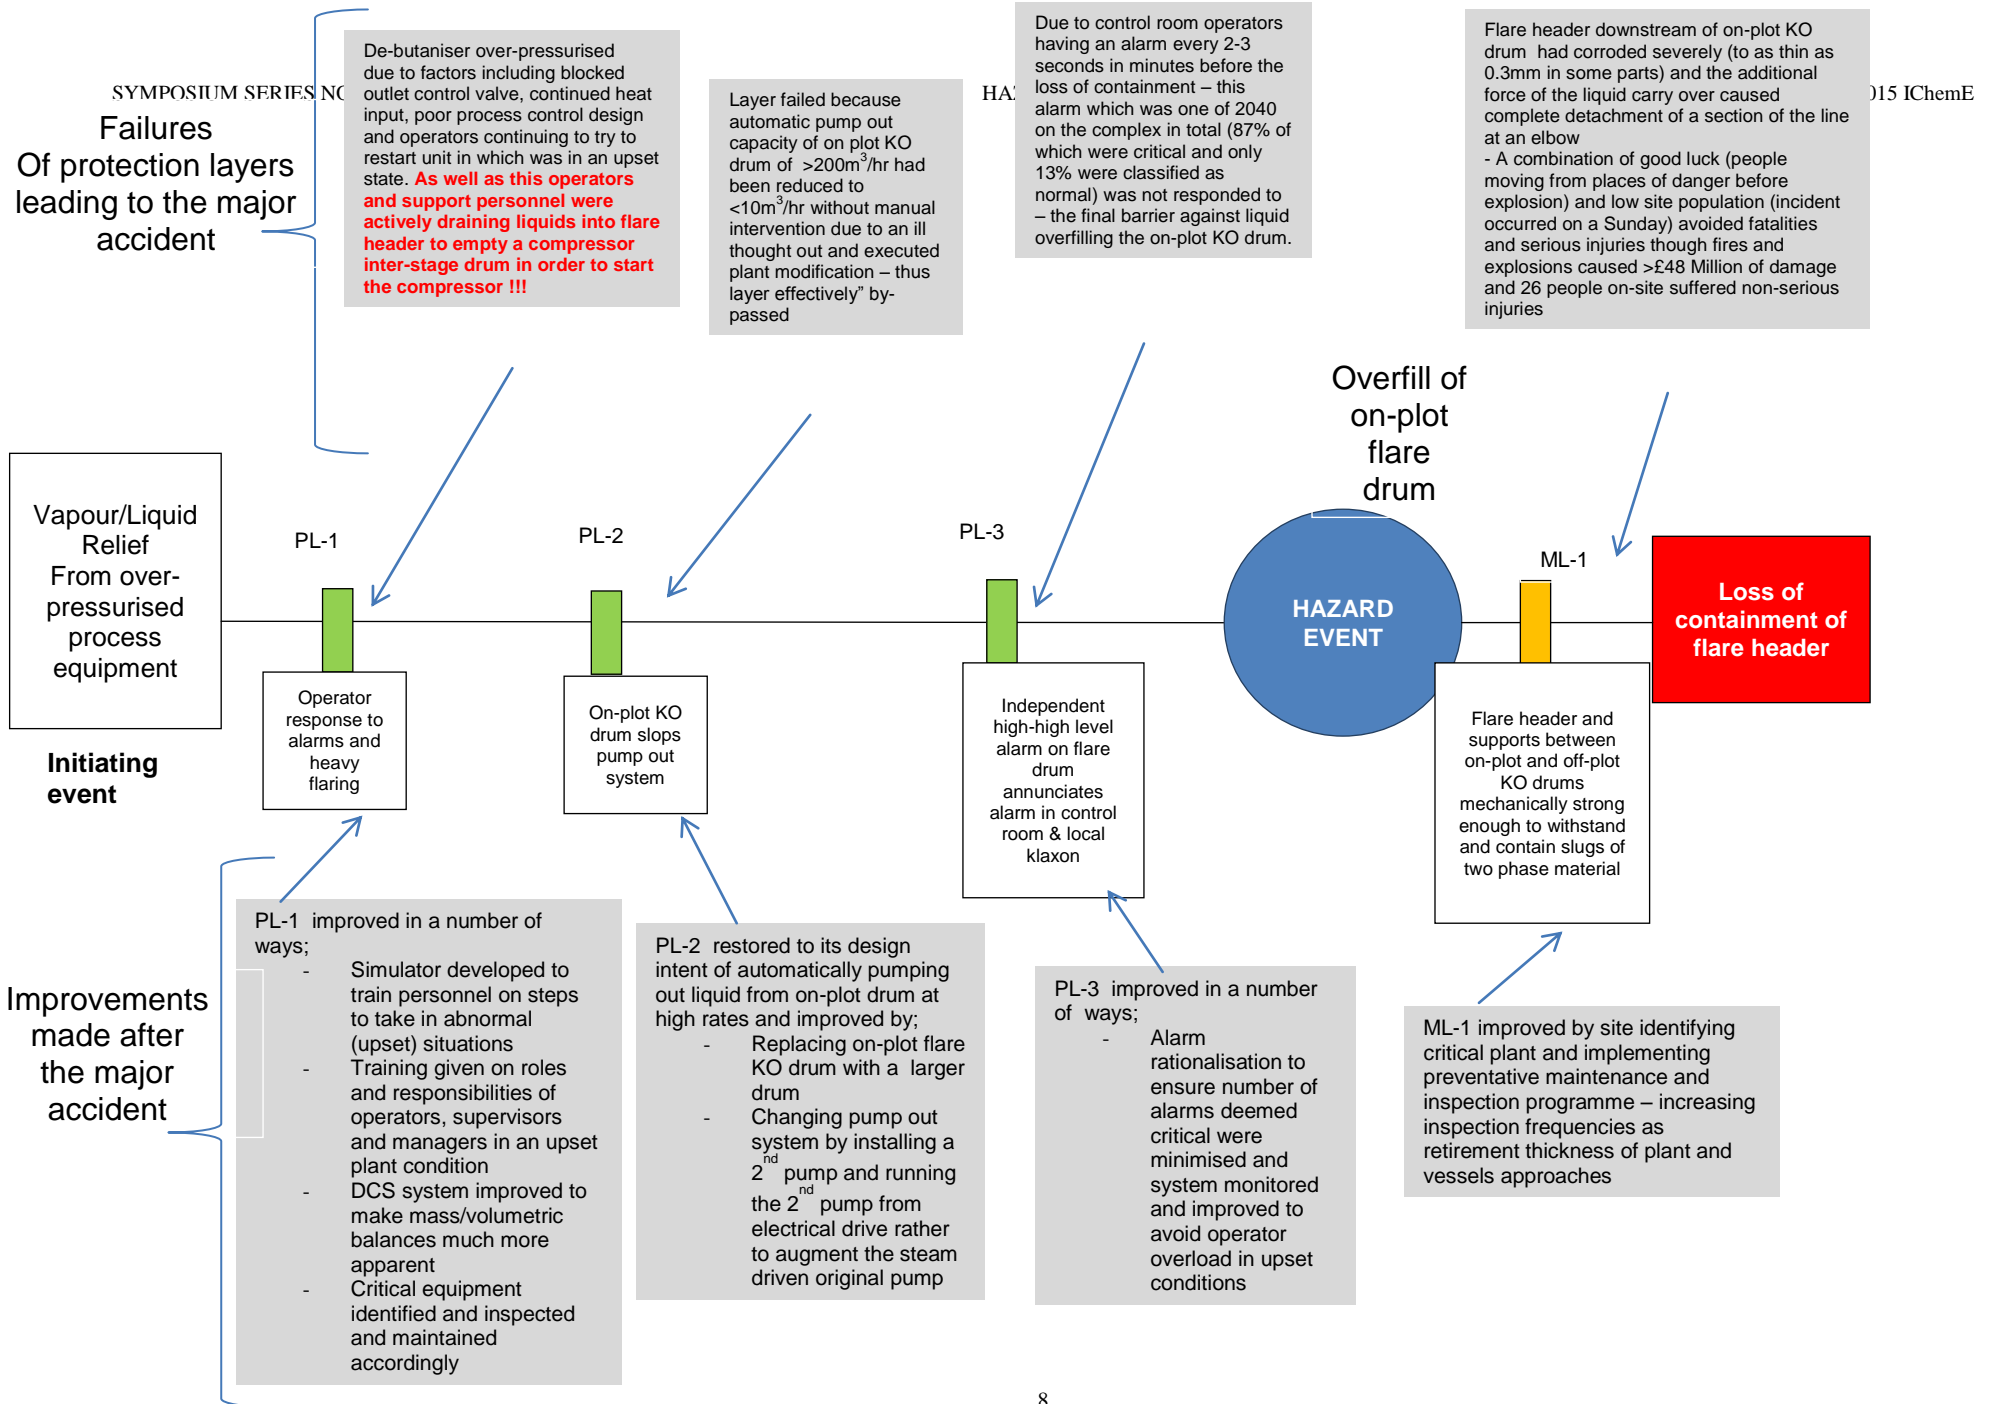 SYMPOSIUM SERIES NO
HAZ
015 IChemE
Failures
Of protection layers
leading to the major
accident
De-butaniser over-pressurised
due to factors including blocked
outlet control valve, continued heat
input, poor process control design
and operators continuing to try to
restart unit in which was in an upset
state. As well as this operators
and support personnel were
actively draining liquids into flare
header to empty a compressor
inter-stage drum in order to start
the compressor !!!
Layer failed because
automatic pump out
capacity of on plot KO
drum of >200m³/hr had
been reduced to
<10m³/hr without manual
intervention due to an ill
thought out and executed
plant modification – thus
layer effectively” by-
passed
Due to control room operators
having an alarm every 2-3
seconds in minutes before the
loss of containment – this
alarm which was one of 2040
on the complex in total (87% of
which were critical and only
13% were classified as
normal) was not responded to
– the final barrier against liquid
overfilling the on-plot KO drum.
Flare header downstream of on-plot KO
drum had corroded severely (to as thin as
0.3mm in some parts) and the additional
force of the liquid carry over caused
complete detachment of a section of the line
at an elbow
- A combination of good luck (people
moving from places of danger before
explosion) and low site population (incident
occurred on a Sunday) avoided fatalities
and serious injuries though fires and
explosions caused >£48 Million of damage
and 26 people on-site suffered non-serious
injuries
Vapour/Liquid
Relief
From over-
pressurised
process
equipment
Initiating
event
PL-1
PL-2
PL-3
Overfill of
on-plot
flare
drum
HAZARD
EVENT
ML-1
Loss of
containment of
flare header
Operator
response to
alarms and
heavy
flaring
On-plot KO
drum slops
pump out
system
Independent
high-high level
alarm on flare
drum
annunciates
alarm in control
room & local
klaxon
Flare header and
supports between
on-plot and off-plot
KO drums
mechanically strong
enough to withstand
and contain slugs of
two phase material
Improvements
made after
the major
accident
PL-1 improved in a number of
ways;
- Simulator developed to
train personnel on steps
to take in abnormal
(upset) situations
- Training given on roles
and responsibilities of
operators, supervisors
and managers in an upset
plant condition
- DCS system improved to
make mass/volumetric
balances much more
apparent
- Critical equipment
identified and inspected
and maintained
accordingly
PL-2 restored to its design
intent of automatically pumping
out liquid from on-plot drum at
high rates and improved by;
- Replacing on-plot flare
KO drum with a larger
drum
- Changing pump out
system by installing a
2nd pump and running
the 2nd pump from
electrical drive rather
to augment the steam
driven original pump
PL-3 improved in a number
of ways;
- Alarm
rationalisation to
ensure number of
alarms deemed
critical were
minimised and
system monitored
and improved to
avoid operator
overload in upset
conditions
ML-1 improved by site identifying
critical plant and implementing
preventative maintenance and
inspection programme – increasing
inspection frequencies as
retirement thickness of plant and
vessels approaches
8